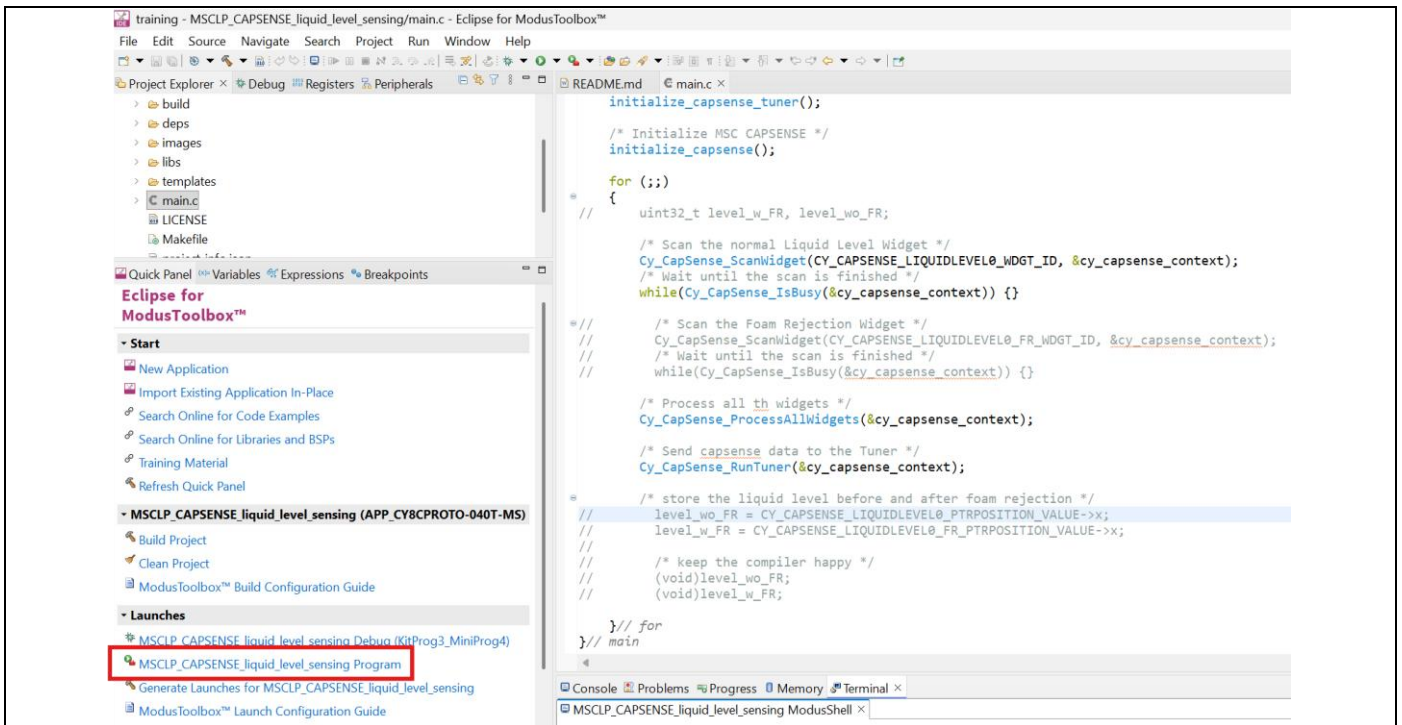 training - MSCLP_CAPSENSE_liquid_level_sensing/main.c - Eclipse for ModusToolbox™
File Edit Source Navigate Search Project Run Window Help
Project Explorer × Debug Registers Peripherals
build
deps
images
libs
templates
main.c
LICENSE
Makefile
Quick Panel Variables Expressions Breakpoints
Eclipse for
ModusToolbox™
Start
New Application
Import Existing Application In-Place
Search Online for Code Examples
Search Online for Libraries and BSPs
Training Material
Refresh Quick Panel
MSCLP_CAPSENSE_liquid_level_sensing (APP_CY8CPROTO-040T-MS)
Build Project
Clean Project
ModusToolbox™ Build Configuration Guide
Launches
MSCLP_CAPSENSE_liquid_level_sensing Debug (KitProg3_MiniProg4)
MSCLP_CAPSENSE_liquid_level_sensing Program
Generate Launches for MSCLP_CAPSENSE_liquid_level_sensing
ModusToolbox™ Launch Configuration Guide
README.md main.c ×
initialize_capsense_tuner();
/* Initialize MSC CAPSENSE */
initialize_capsense();
for (;;)
{
// uint32_t level_w_FR, level_wo_FR;
/* Scan the normal Liquid Level Widget */
Cy_CapSense_ScanWidget(CY_CAPSENSE_LIQUIDLEVEL0_WDGT_ID, &cy_capsense_context);
/* Wait until the scan is finished */
while(Cy_CapSense_IsBusy(&cy_capsense_context)) {}
// /* Scan the Foam Rejection Widget */
// Cy_CapSense_ScanWidget(CY_CAPSENSE_LIQUIDLEVEL0_FR_WDGT_ID, &cy_capsense_context);
// /* Wait until the scan is finished */
// while(Cy_CapSense_IsBusy(&cy_capsense_context)) {}
/* Process all th widgets */
Cy_CapSense_ProcessAllWidgets(&cy_capsense_context);
/* Send capsense data to the Tuner */
Cy_CapSense_RunTuner(&cy_capsense_context);
/* store the liquid level before and after foam rejection */
// level_wo_FR = CY_CAPSENSE_LIQUIDLEVEL0_PTRPOSITION_VALUE->x;
// level_w_FR = CY_CAPSENSE_LIQUIDLEVEL0_FR_PTRPOSITION_VALUE->x;
//
// /* keep the compiler happy */
// (void)level_wo_FR;
// (void)level_w_FR;
}// for
}// main
Console Problems Progress Memory Terminal ×
MSCLP_CAPSENSE_liquid_level_sensing ModusShell ×